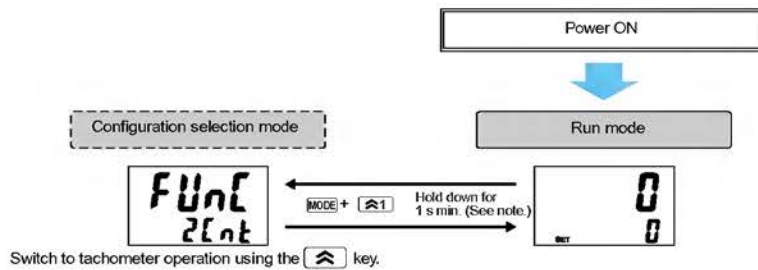 Power ON
Configuration selection mode
Run mode
FUnC
2Cnt
MODE + 1 Hold down for
1 s min. (See note.)
0
SET 0
Switch to tachometer operation using the key.